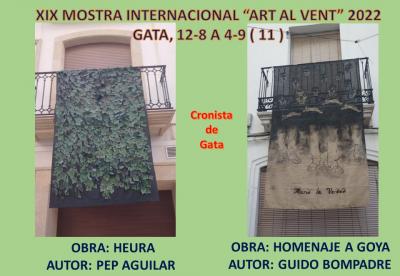 XIX MOSTRA INTERNACIONAL “ART AL VENT” 2022
GATA, 12-8 A 4-9 ( 11 )
Cronista
de
Gata
OBRA: HEURA
AUTOR: PEP AGUILAR
OBRA: HOMENAJE A GOYA
AUTOR: GUIDO BOMPADRE